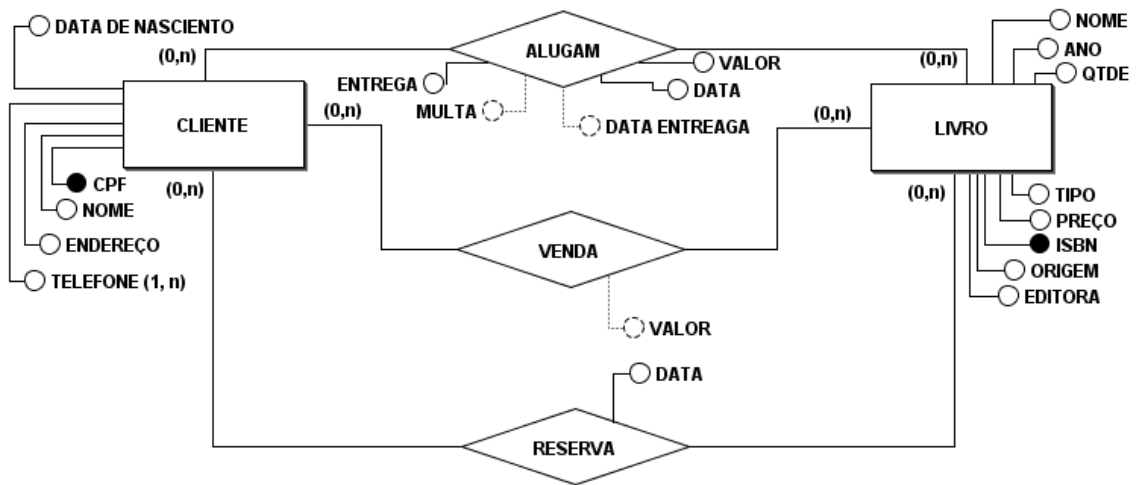 DATA DE NASCIENTO
(0,n)
ALUGAM
VALOR
DATA
ENTREGA
MULTA
DATA ENTREAGA
(0,n)
NOME
ANO
QTDE
CLIENTE
(0,n)
(0,n)
LIVRO
(0,n)
CPF
NOME
ENDEREÇO
TELEFONE (1, n)
(0,n)
TIPO
PREÇO
ISBN
ORIGEM
EDITORA
VENDA
VALOR
DATA
RESERVA